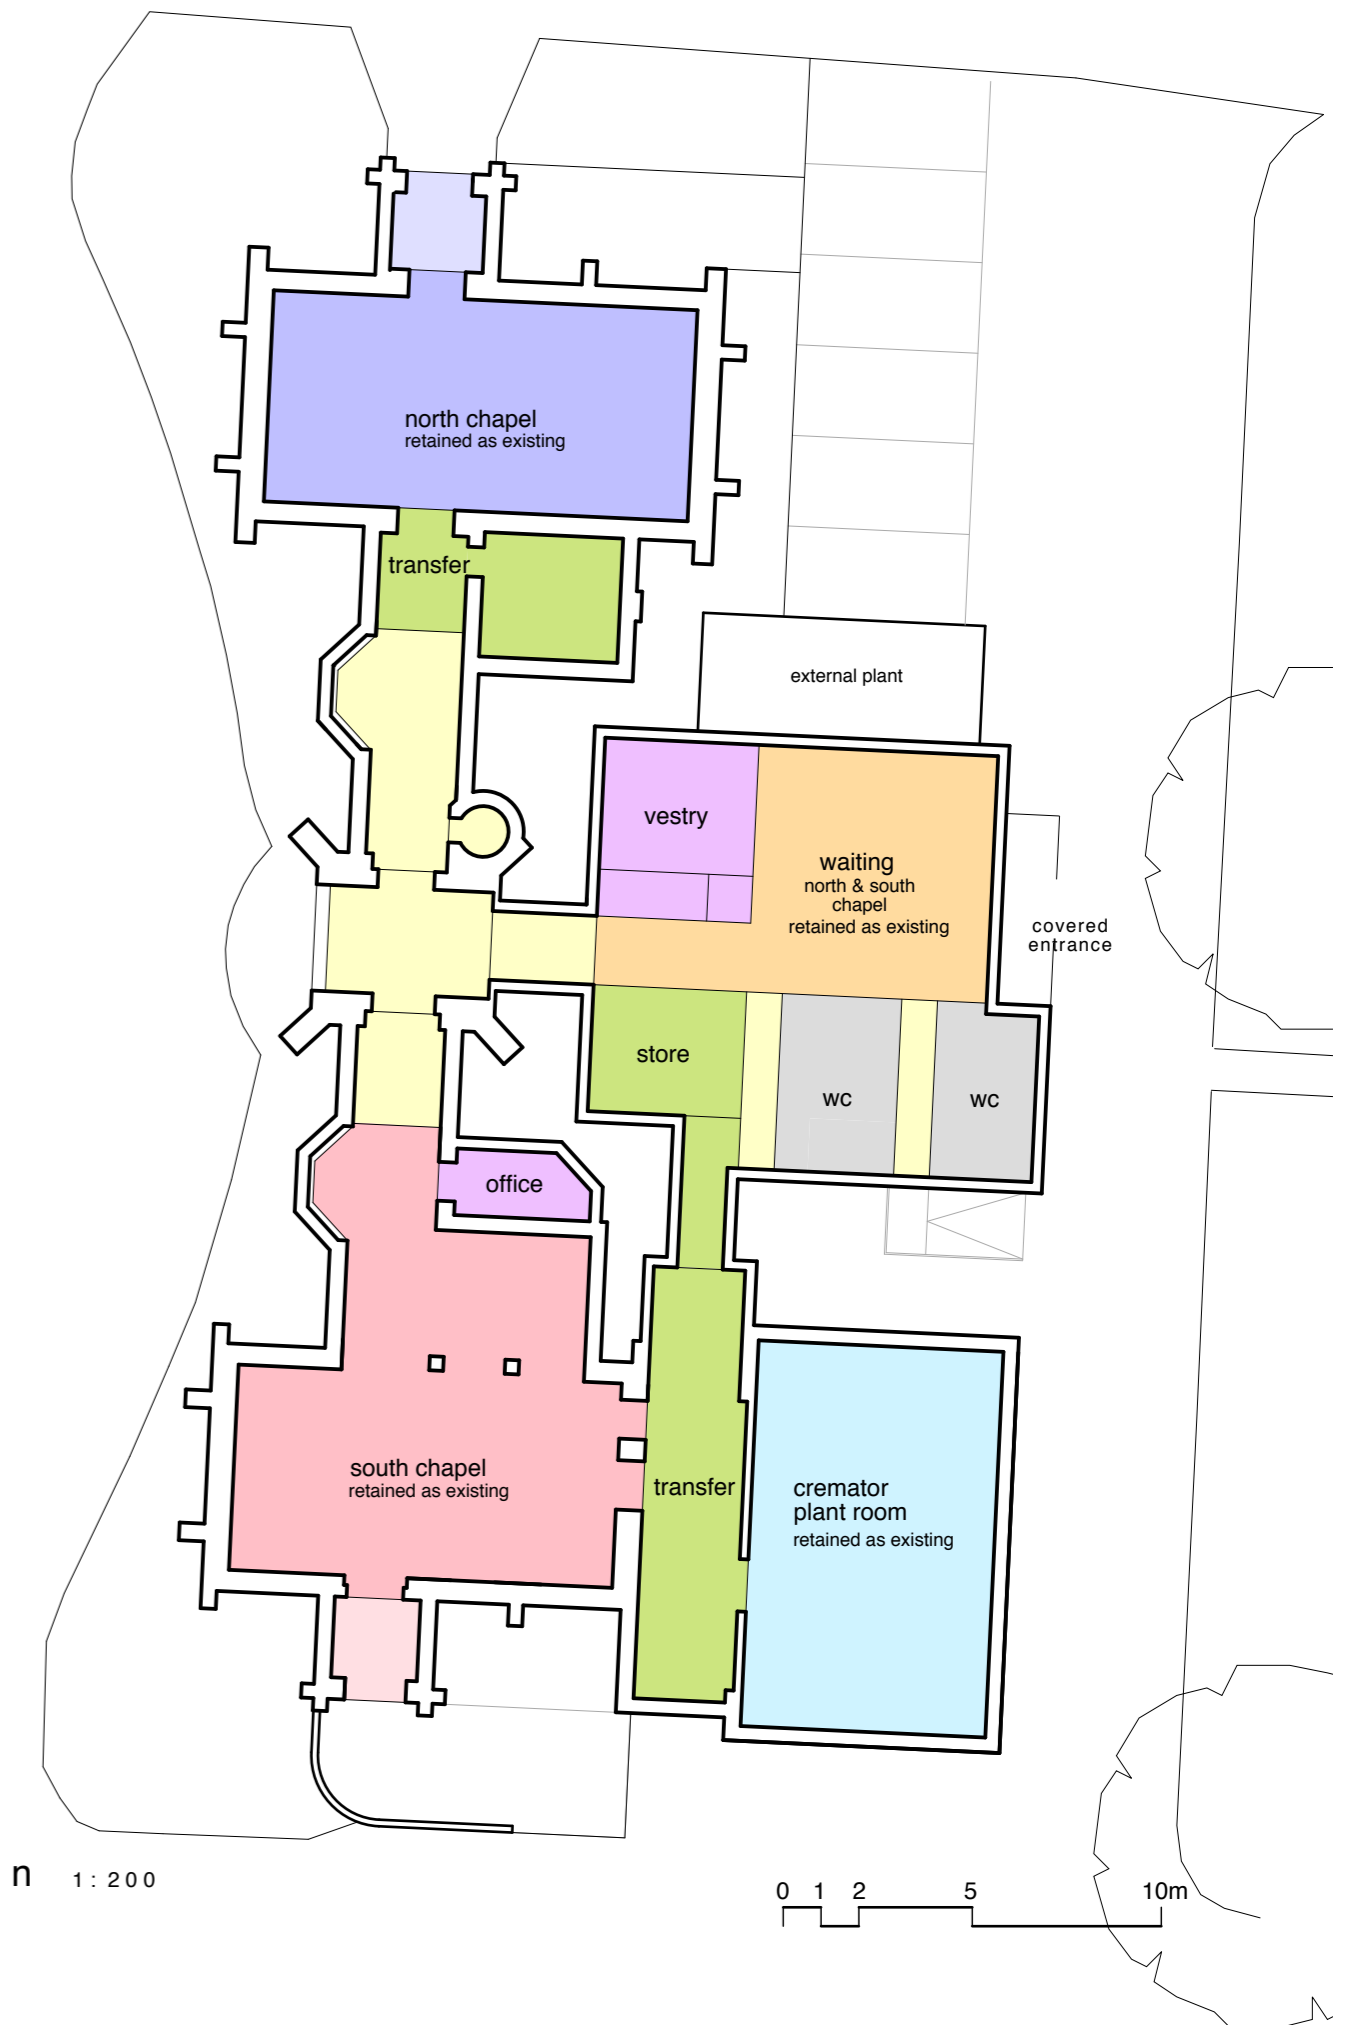 north chapel
retained as existing
transfer
external plant
vestry
waiting
north & south
chapel
retained as existing
covered
entrance
store
wc
wc
office
south chapel
retained as existing
transfer
cremator
plant room
retained as existing
n 1:200
0 1 2 5 10m